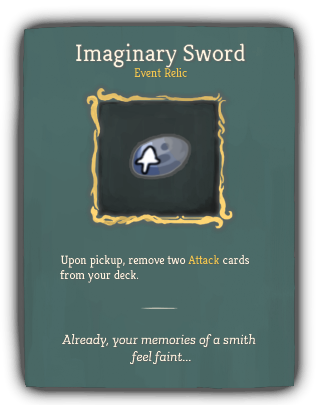 Imaginary Sword
Event Relic
Upon pickup, remove two Attack cards
from your deck.
Already, your memories of a smith
feel faint...